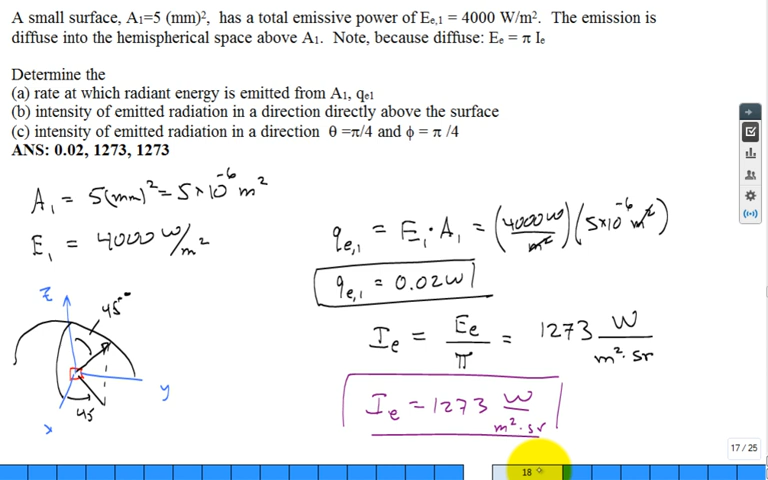 A small surface, A₁=5 (mm)², has a total emissive power of Eₑ,₁ = 4000 W/m². The emission is
diffuse into the hemispherical space above A₁. Note, because diffuse: Eₑ = π Iₑ
Determine the
(a) rate at which radiant energy is emitted from A₁, qₑ₁
(b) intensity of emitted radiation in a direction directly above the surface
(c) intensity of emitted radiation in a direction θ =π/4 and ϕ = π /4
ANS: 0.02, 1273, 1273
A₁ = 5(mm)² = 5×10⁻⁶ m²
E₁ = 4000 W/m²
qₑ,₁ = E₁ · A₁ = (4000 W/m²)(5×10⁻⁶ m²)
qₑ,₁ = 0.02W
Iₑ = Eₑ/π = 1273 W/m²·sr
Iₑ = 1273 W/m²·sr
z
45°
y
45
x
17 / 25
18